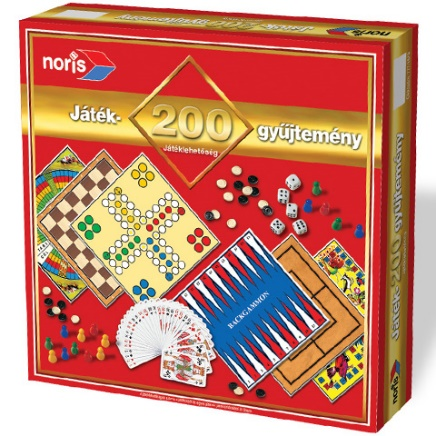 noris
Játék-
200
Játéklehetőség
gyűjtemény
BACKGAMMON
Játék- 200 gyűjtemény
noris